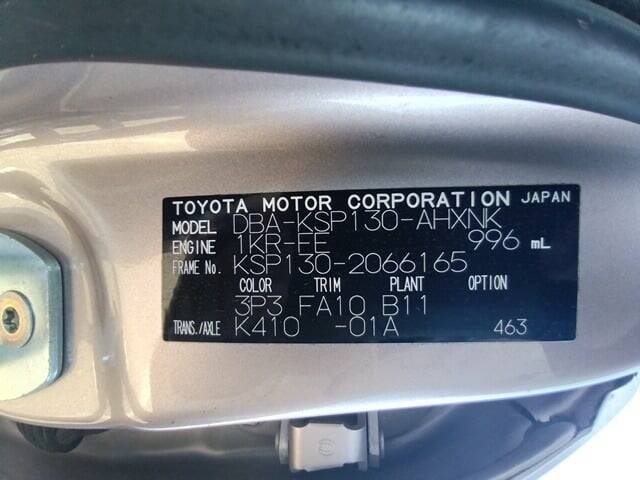 TOYOTA MOTOR CORPORATION JAPAN
MODEL DBA-KSP130-AHXNK
ENGINE 1KR-EE 996 mL
FRAME No. KSP130-2066165
COLOR TRIM PLANT OPTION
3P3 FA10 B11
TRANS./AXLE K410 -01A 463